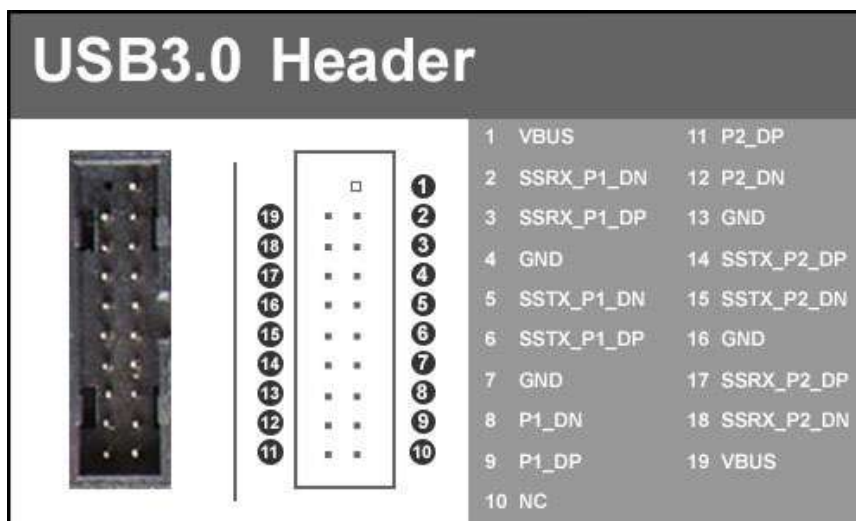 USB3.0 Header
1
19 2
18 3
17 4
16 5
15 6
14 7
13 8
12 9
11 10
1 VBUS 11 P2_DP
2 SSRX_P1_DN 12 P2_DN
3 SSRX_P1_DP 13 GND
4 GND 14 SSTX_P2_DP
5 SSTX_P1_DN 15 SSTX_P2_DN
6 SSTX_P1_DP 16 GND
7 GND 17 SSRX_P2_DP
8 P1_DN 18 SSRX_P2_DN
9 P1_DP 19 VBUS
10 NC